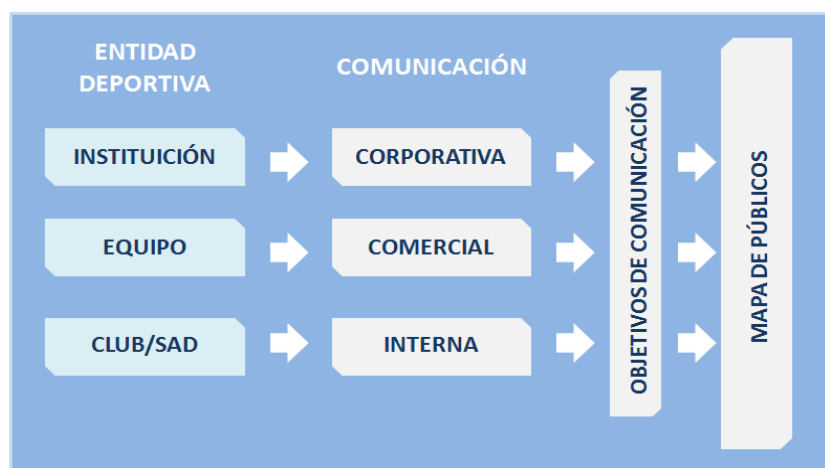 ENTIDAD
DEPORTIVA
COMUNICACIÓN
INSTITUICIÓN
CORPORATIVA
EQUIPO
COMERCIAL
CLUB/SAD
INTERNA
OBJETIVOS DE COMUNICACIÓN
MAPA DE PÚBLICOS